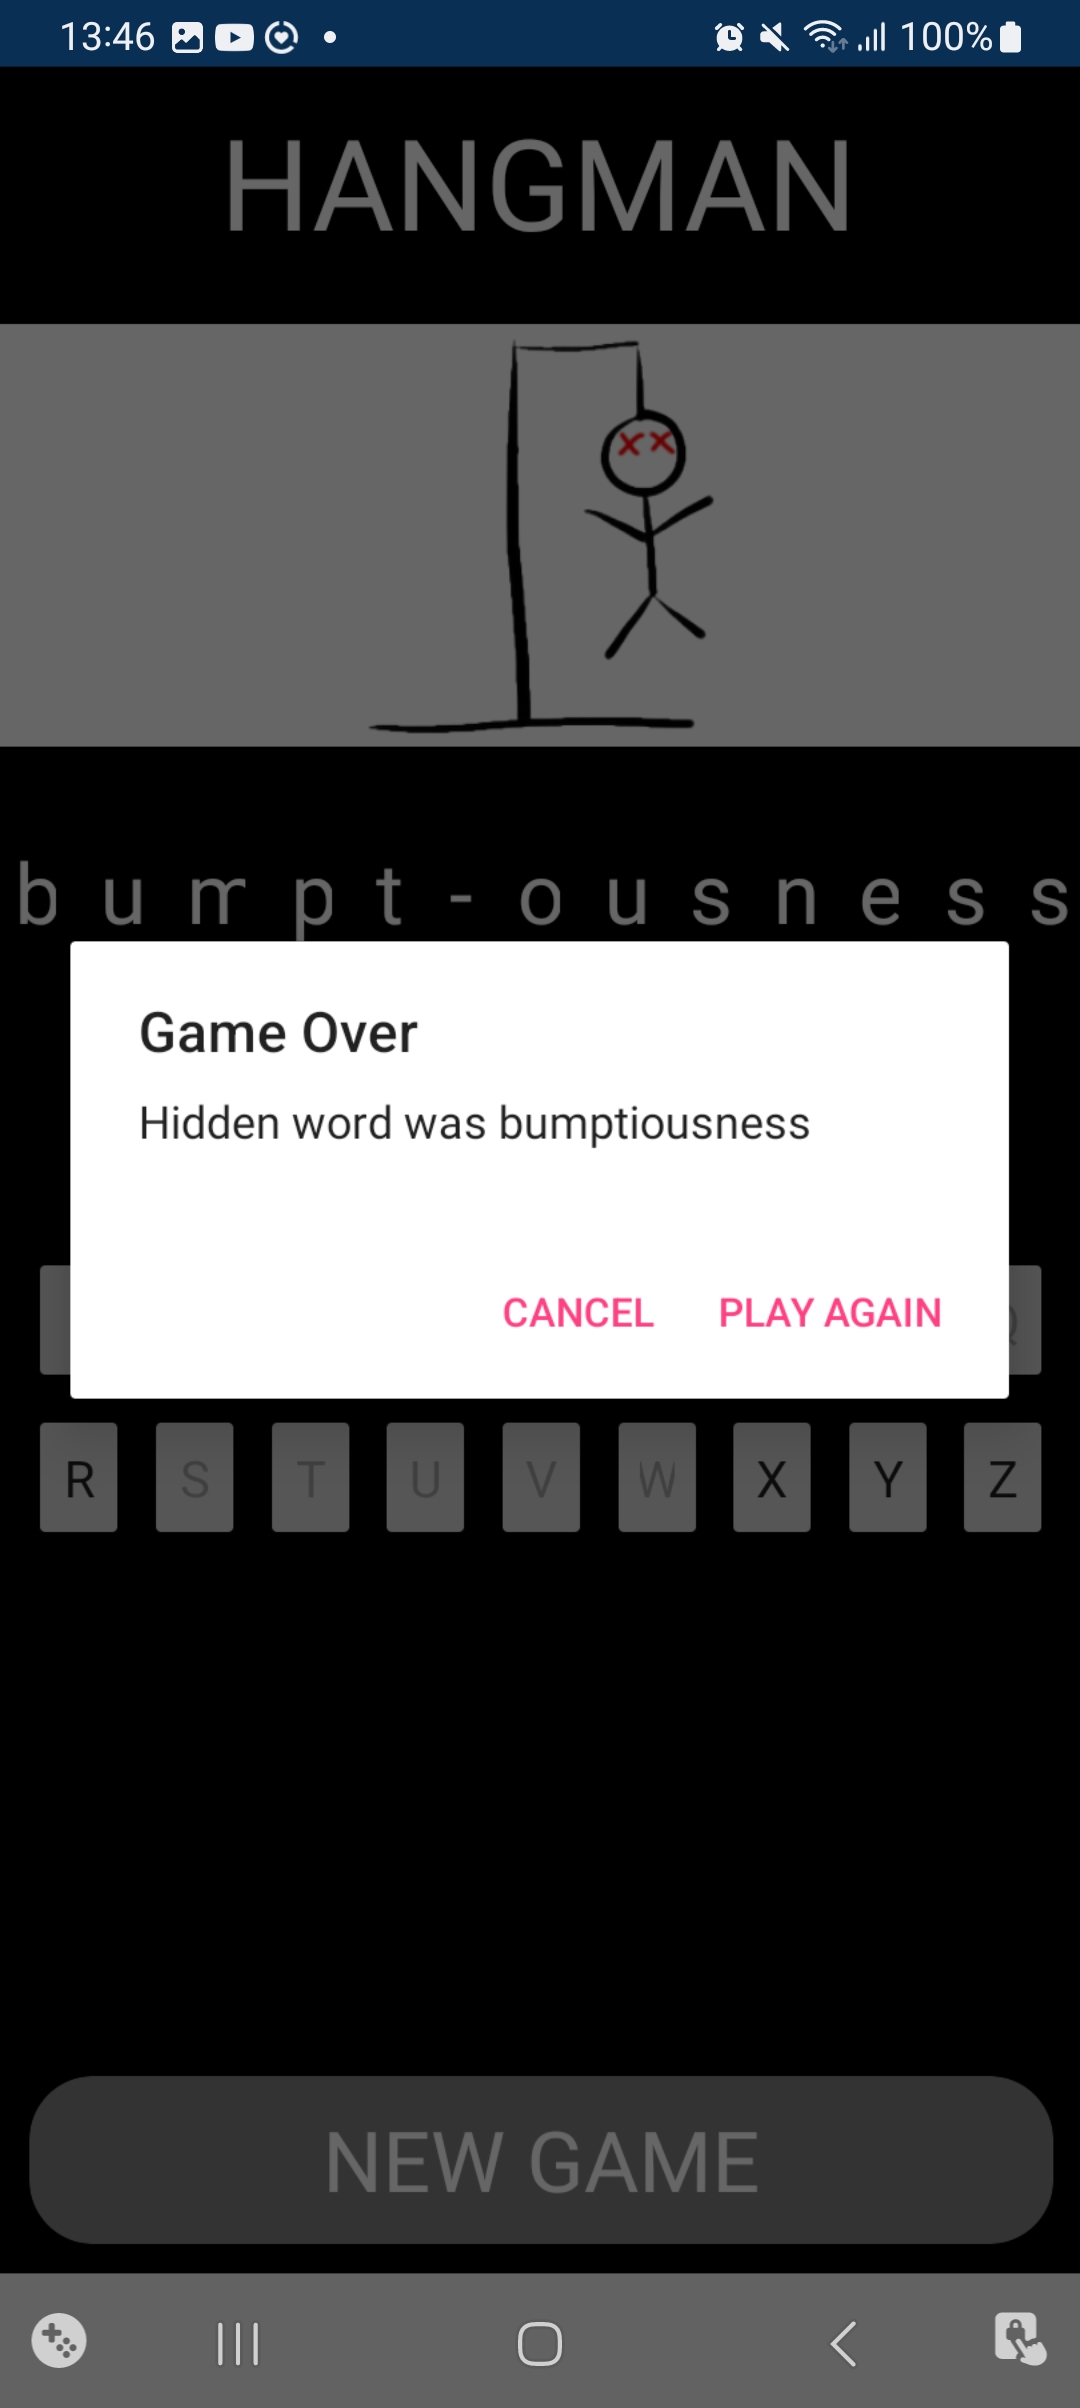 13:46 100%
HANGMAN
b u m p t - o u s n e s s
Game Over
Hidden word was bumptiousness
CANCEL PLAY AGAIN
R S T U V W X Y Z
NEW GAME